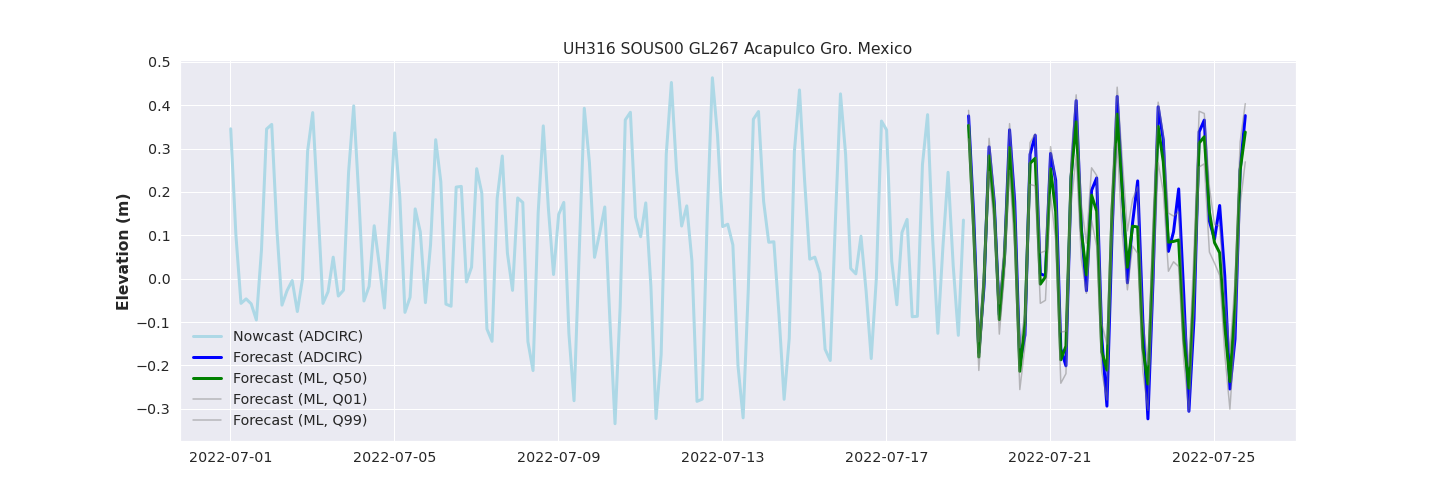 UH316 SOUS00 GL267 Acapulco Gro. Mexico
Elevation (m)
0.5
0.4
0.3
0.2
0.1
0.0
−0.1
−0.2
−0.3
Nowcast (ADCIRC)
Forecast (ADCIRC)
Forecast (ML, Q50)
Forecast (ML, Q01)
Forecast (ML, Q99)
2022-07-01 2022-07-05 2022-07-09 2022-07-13 2022-07-17 2022-07-21 2022-07-25